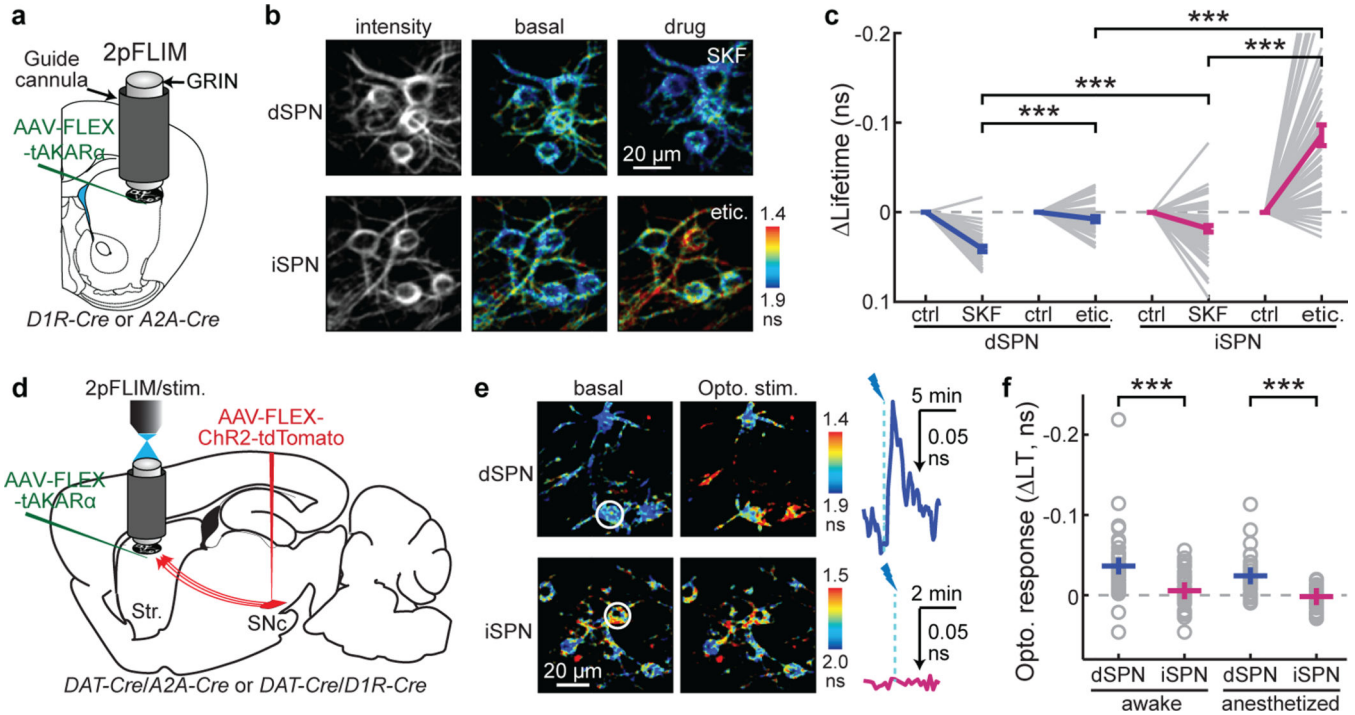 a
2pFLIM
Guide
cannula
GRIN
AAV-FLEX
-tAKARα
D1R-Cre or A2A-Cre
b
intensity
basal
drug
dSPN
SKF
20 µm
iSPN
etic.
1.4
1.9
ns
c
ΔLifetime (ns)
-0.2
-0.1
0
0.1
***
***
***
***
ctrl
SKF
ctrl
etic.
ctrl
SKF
ctrl
etic.
dSPN
iSPN
d
2pFLIM/stim.
AAV-FLEX-
ChR2-tdTomato
AAV-FLEX
-tAKARα
Str.
SNc
DAT-Cre/A2A-Cre or DAT-Cre/D1R-Cre
e
basal
Opto. stim.
dSPN
1.4
1.9
ns
5 min
0.05
ns
iSPN
20 µm
1.5
2.0
ns
2 min
0.05
ns
f
Opto. response (ΔLT, ns)
-0.2
-0.1
0
***
***
dSPN
iSPN
dSPN
iSPN
awake
anesthetized